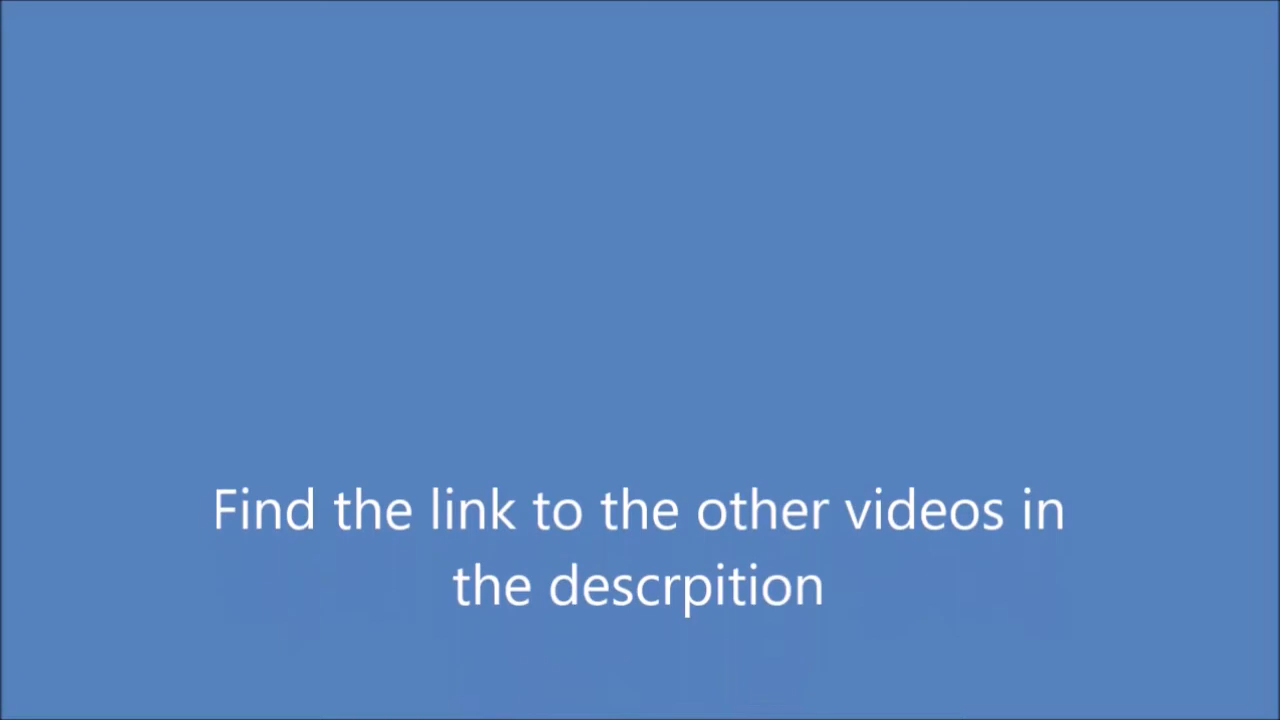 Find the link to the other videos in
the descrpition